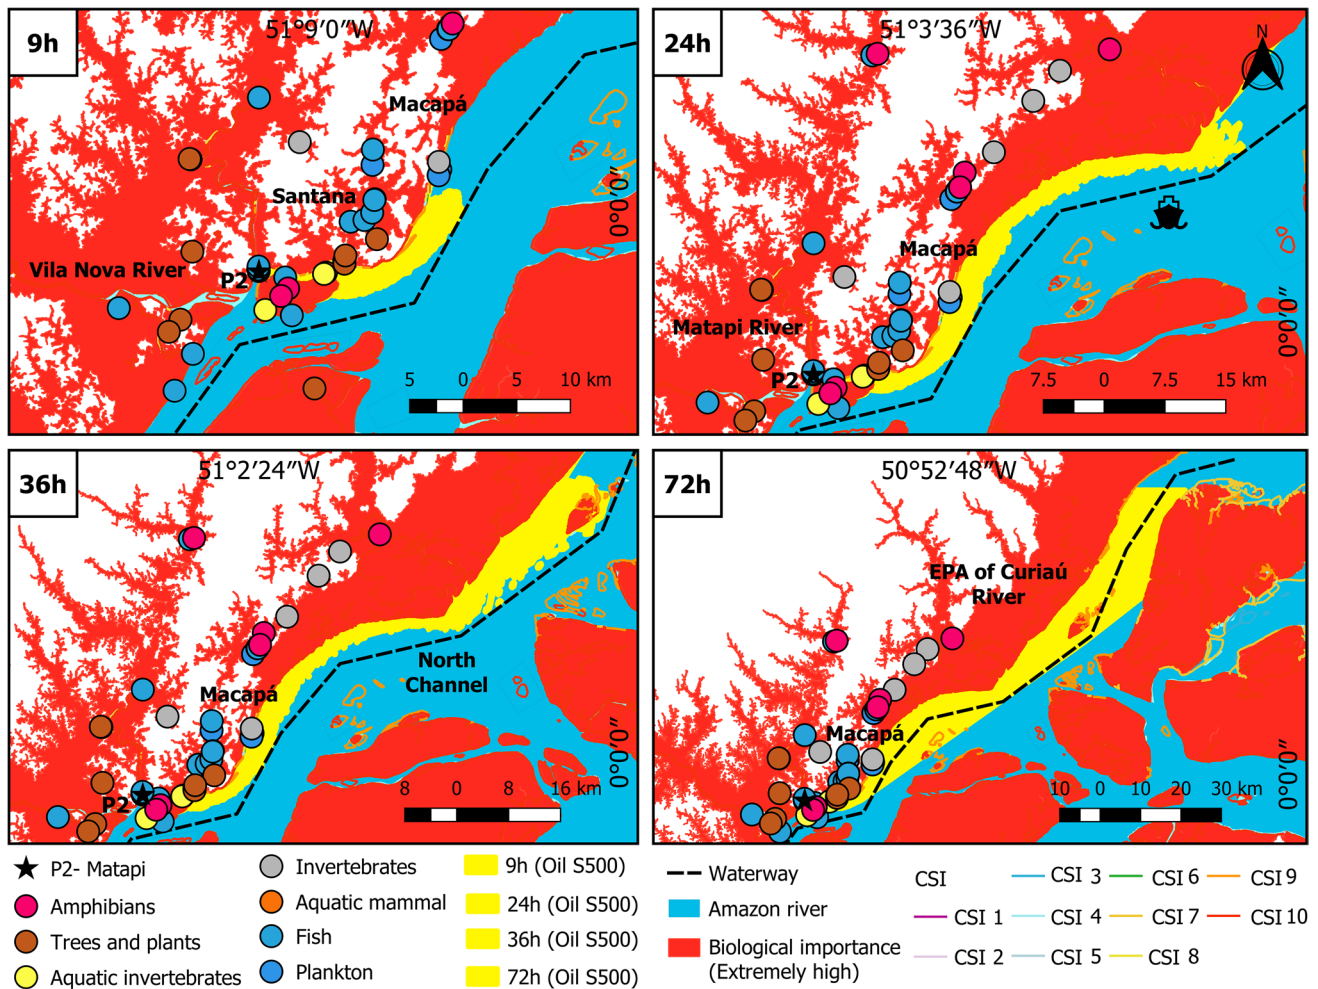 9h
51°9′0″W
Macapá
Santana
Vila Nova River
P2
0°0′0″
5 0 5 10 km
24h
51°3′36″W
N
Macapá
Matapi River
P2
0°0′0″
7.5 0 7.5 15 km
36h
51°2′24″W
North
Channel
Macapá
P2
0°0′0″
8 0 8 16 km
72h
50°52′48″W
EPA of Curiaú
River
Macapá
0°0′0″
10 0 10 20 30 km
P2- Matapi
Amphibians
Trees and plants
Aquatic invertebrates
Invertebrates
Aquatic mammal
Fish
Plankton
9h (Oil S500)
24h (Oil S500)
36h (Oil S500)
72h (Oil S500)
Waterway
Amazon river
Biological importance
(Extremely high)
CSI
CSI 1
CSI 2
CSI 3
CSI 4
CSI 5
CSI 6
CSI 7
CSI 8
CSI 9
CSI 10